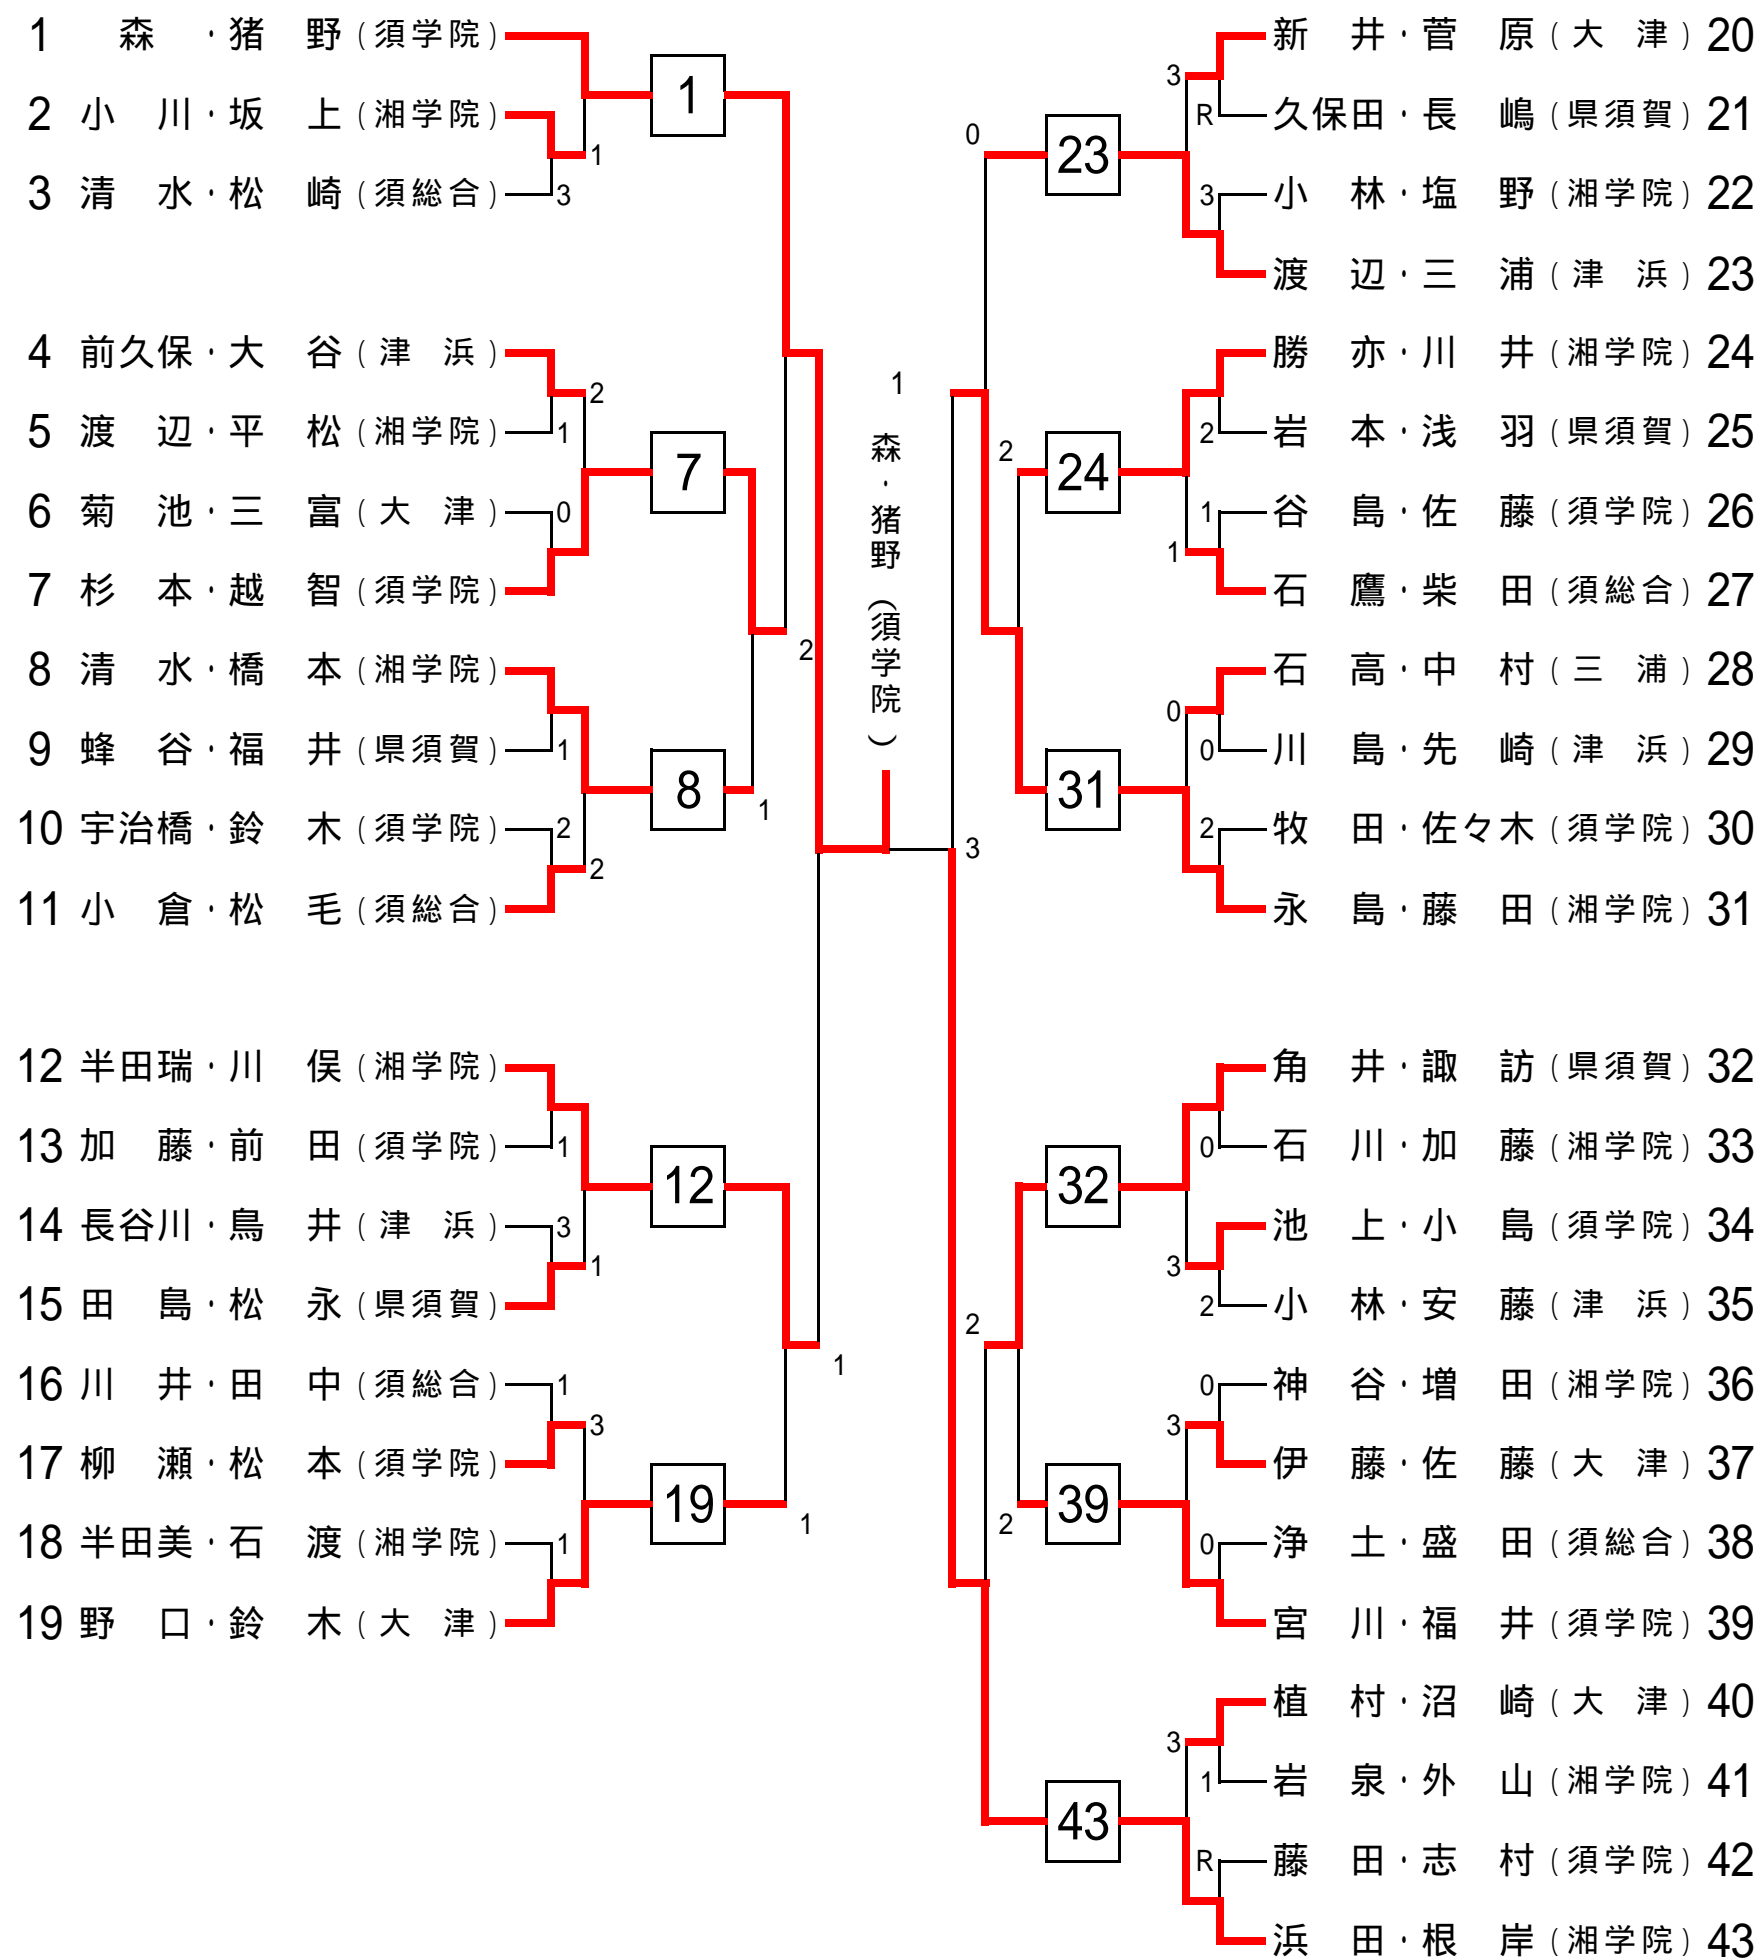 1 森・猪野(須学院)
2 小川・坂上(湘学院)
3 清水・松崎(須総合)
4 前久保・大谷(津浜)
5 渡辺・平松(湘学院)
6 菊池・三富(大津)
7 杉本・越智(須学院)
8 清水・橋本(湘学院)
9 蜂谷・福井(県須賀)
10 宇治橋・鈴木(須学院)
11 小倉・松毛(須総合)
12 半田瑞・川俣(湘学院)
13 加藤・前田(須学院)
14 長谷川・鳥井(津浜)
15 田島・松永(県須賀)
16 川井・田中(須総合)
17 柳瀬・松本(須学院)
18 半田美・石渡(湘学院)
19 野口・鈴木(大津)
1
3
2
1
0
1
2
2
1
3
1
1
3
1
1
7
8
12
19
2
1
1
1
1
森・猪野(須学院)
3
0
2
2
2
23
24
31
32
39
43
3
R
3
2
1
1
0
0
2
0
3
2
0
3
0
3
1
R
新井・菅原(大津) 20
久保田・長嶋(県須賀) 21
小林・塩野(湘学院) 22
渡辺・三浦(津浜) 23
勝亦・川井(湘学院) 24
岩本・浅羽(県須賀) 25
谷島・佐藤(須学院) 26
石鷹・柴田(須総合) 27
石高・中村(三浦) 28
川島・先崎(津浜) 29
牧田・佐々木(須学院) 30
永島・藤田(湘学院) 31
角井・諏訪(県須賀) 32
石川・加藤(湘学院) 33
池上・小島(須学院) 34
小林・安藤(津浜) 35
神谷・増田(湘学院) 36
伊藤・佐藤(大津) 37
浄土・盛田(須総合) 38
宮川・福井(須学院) 39
植村・沼崎(大津) 40
岩泉・外山(湘学院) 41
藤田・志村(須学院) 42
浜田・根岸(湘学院) 43